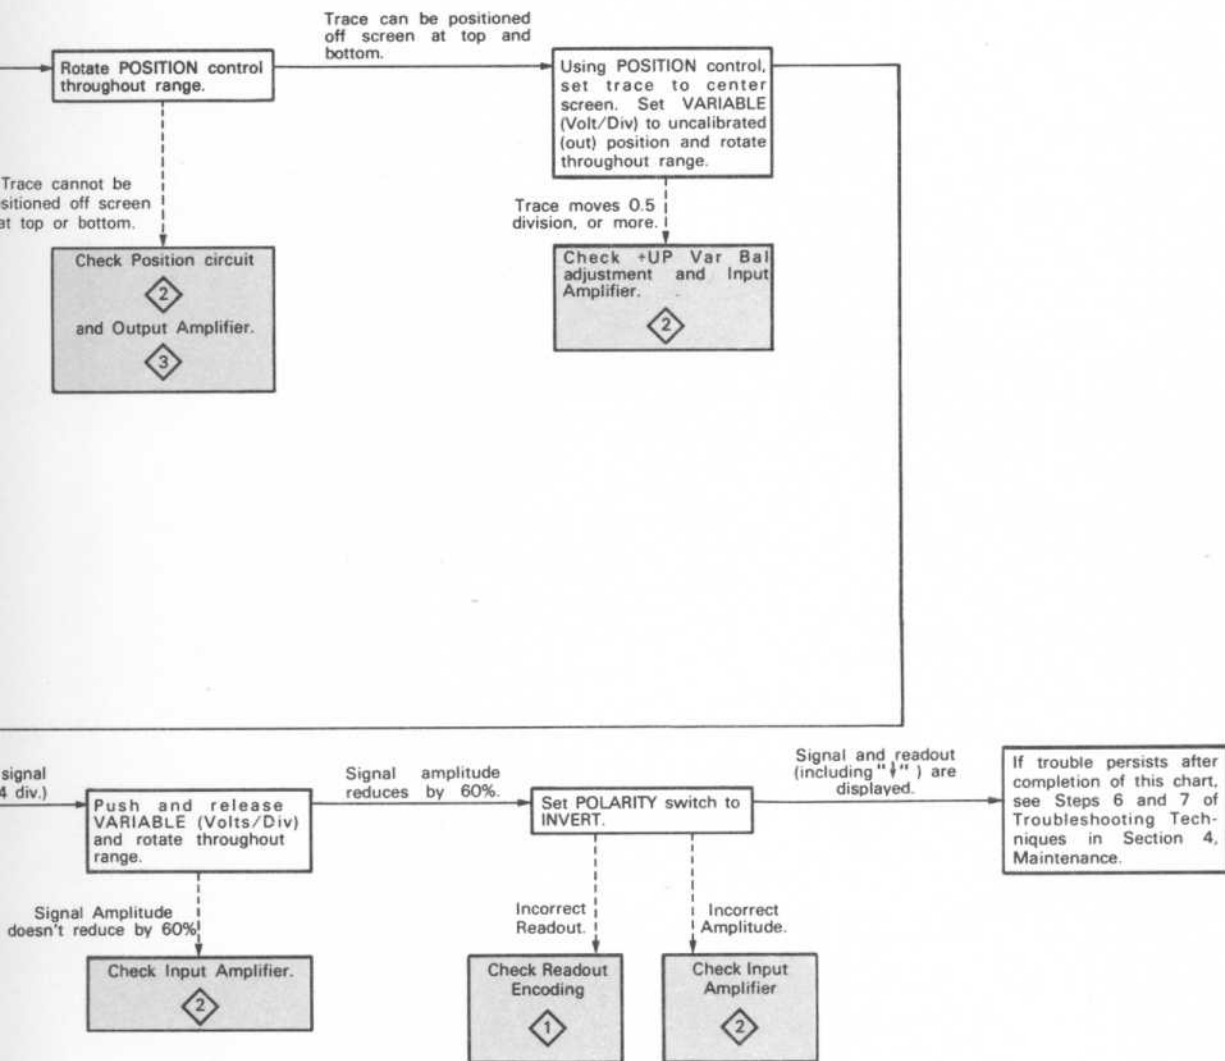 Trace can be positioned
off screen at top and
bottom.
Rotate POSITION control
throughout range.
Using POSITION control,
set trace to center
screen. Set VARIABLE
(Volt/Div) to uncalibrated
(out) position and rotate
throughout range.
Trace cannot be
sitioned off screen
at top or bottom.
Trace moves 0.5
division, or more.
Check Position circuit
2
and Output Amplifier.
3
Check +UP Var Bal
adjustment and Input
Amplifier.
2
signal
4 div.)
Push and release
VARIABLE (Volts/Div)
and rotate throughout
range.
Signal amplitude
reduces by 60%.
Set POLARITY switch to
INVERT.
Signal and readout
(including "↓") are
displayed.
If trouble persists after
completion of this chart,
see Steps 6 and 7 of
Troubleshooting Tech-
niques in Section 4,
Maintenance.
Signal Amplitude
doesn't reduce by 60%
Incorrect
Readout.
Incorrect
Amplitude.
Check Input Amplifier.
2
Check Readout
Encoding
1
Check Input
Amplifier
2